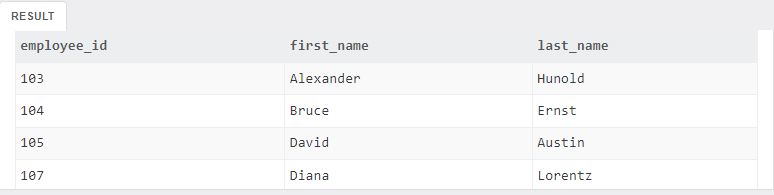 RESULT
employee_id first_name last_name
103 Alexander Hunold
104 Bruce Ernst
105 David Austin
107 Diana Lorentz